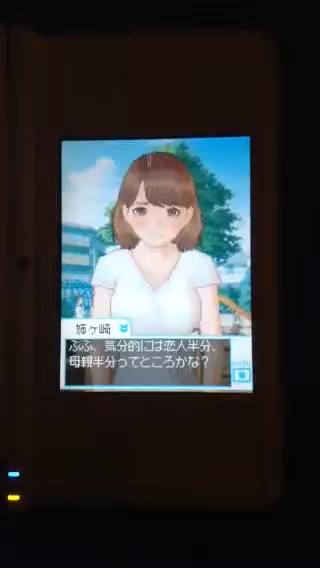 姉ヶ崎
ふふ、気分的には恋人半分、
母親半分ってところかな？